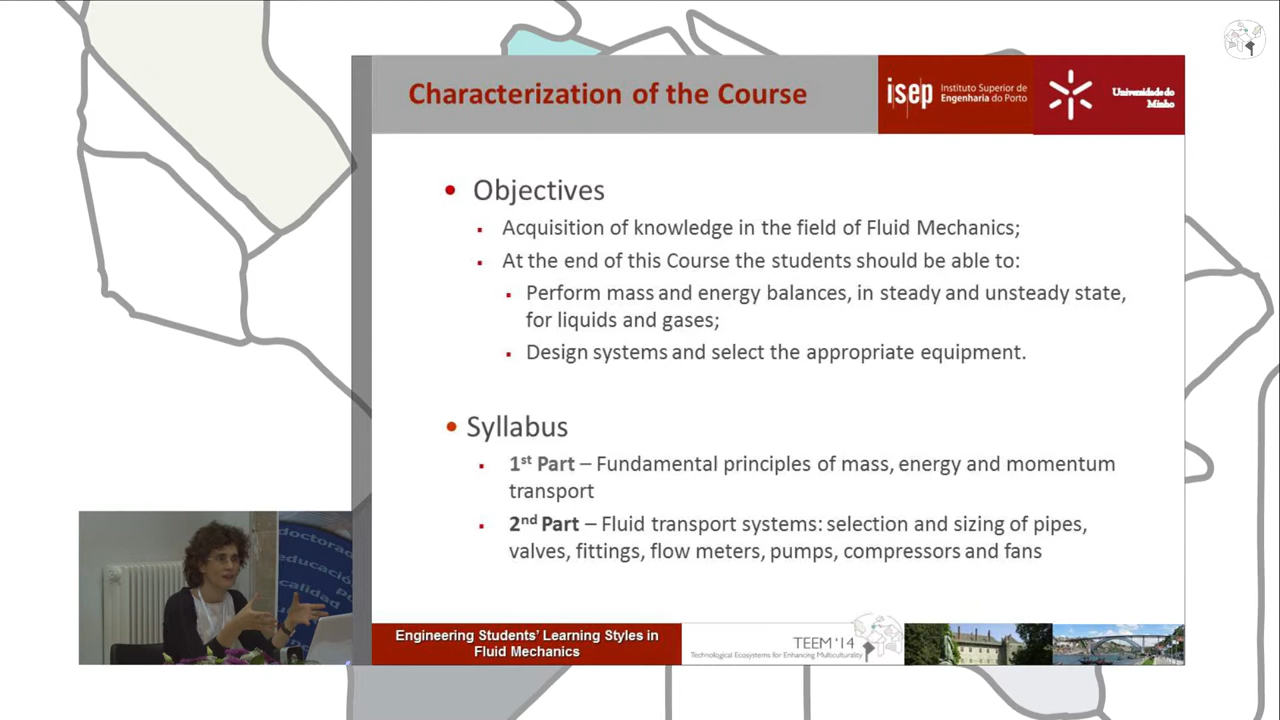 Characterization of the Course
isep
Instituto Superior de
Engenharia do Porto
Universidade do
Minho
Objectives
Acquisition of knowledge in the field of Fluid Mechanics;
At the end of this Course the students should be able to:
Perform mass and energy balances, in steady and unsteady state,
for liquids and gases;
Design systems and select the appropriate equipment.
Syllabus
1st Part – Fundamental principles of mass, energy and momentum
transport
2nd Part – Fluid transport systems: selection and sizing of pipes,
valves, fittings, flow meters, pumps, compressors and fans
doctorado
educación
Engineering Students' Learning Styles in
Fluid Mechanics
TEEM '14
Technological Ecosystems for Enhancing Multiculturality